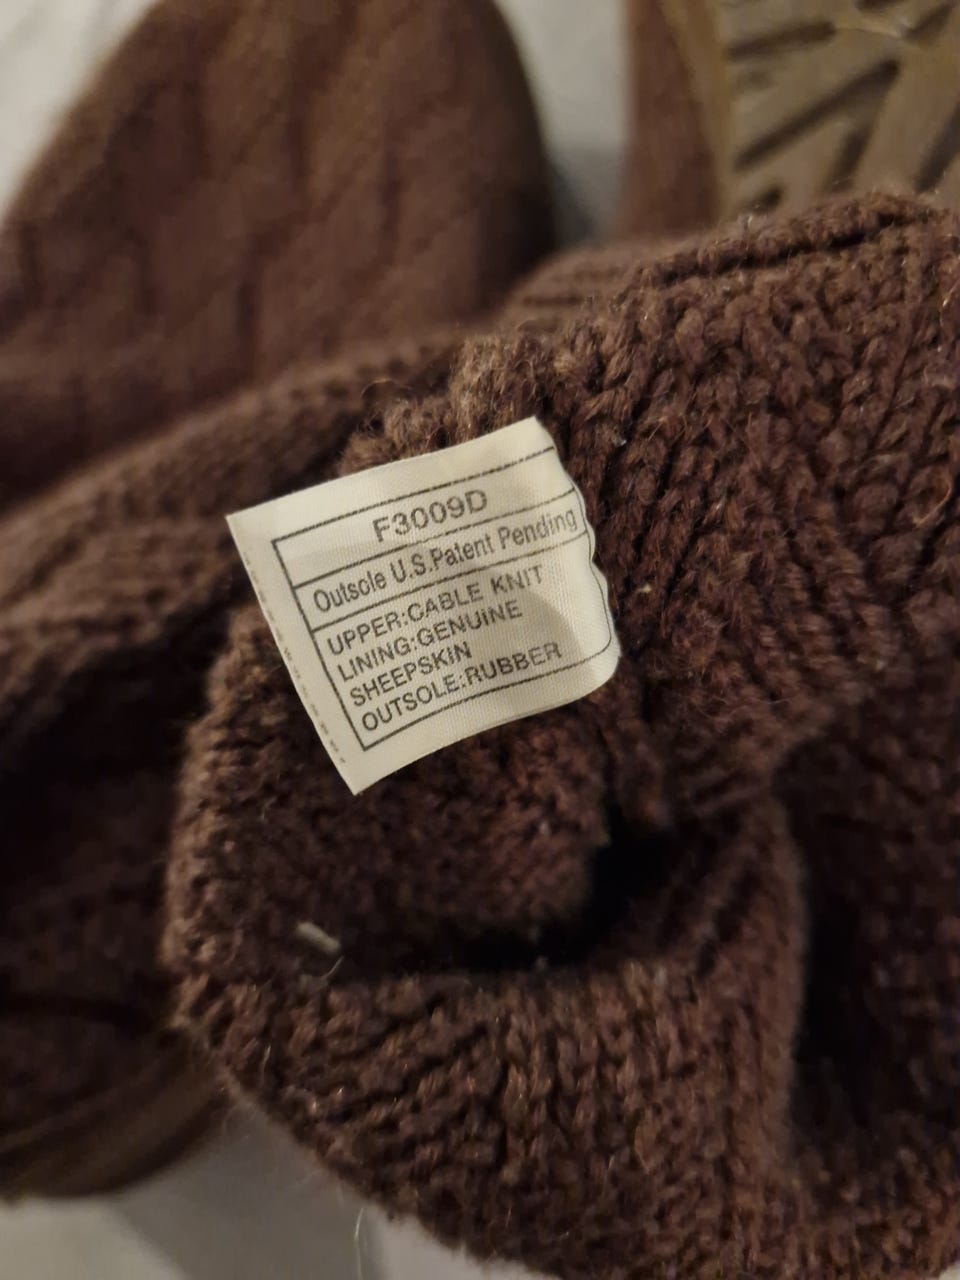 F3009D
Outsole U.S.Patent Pending
UPPER:CABLE KNIT
LINING:GENUINE
SHEEPSKIN
OUTSOLE:RUBBER